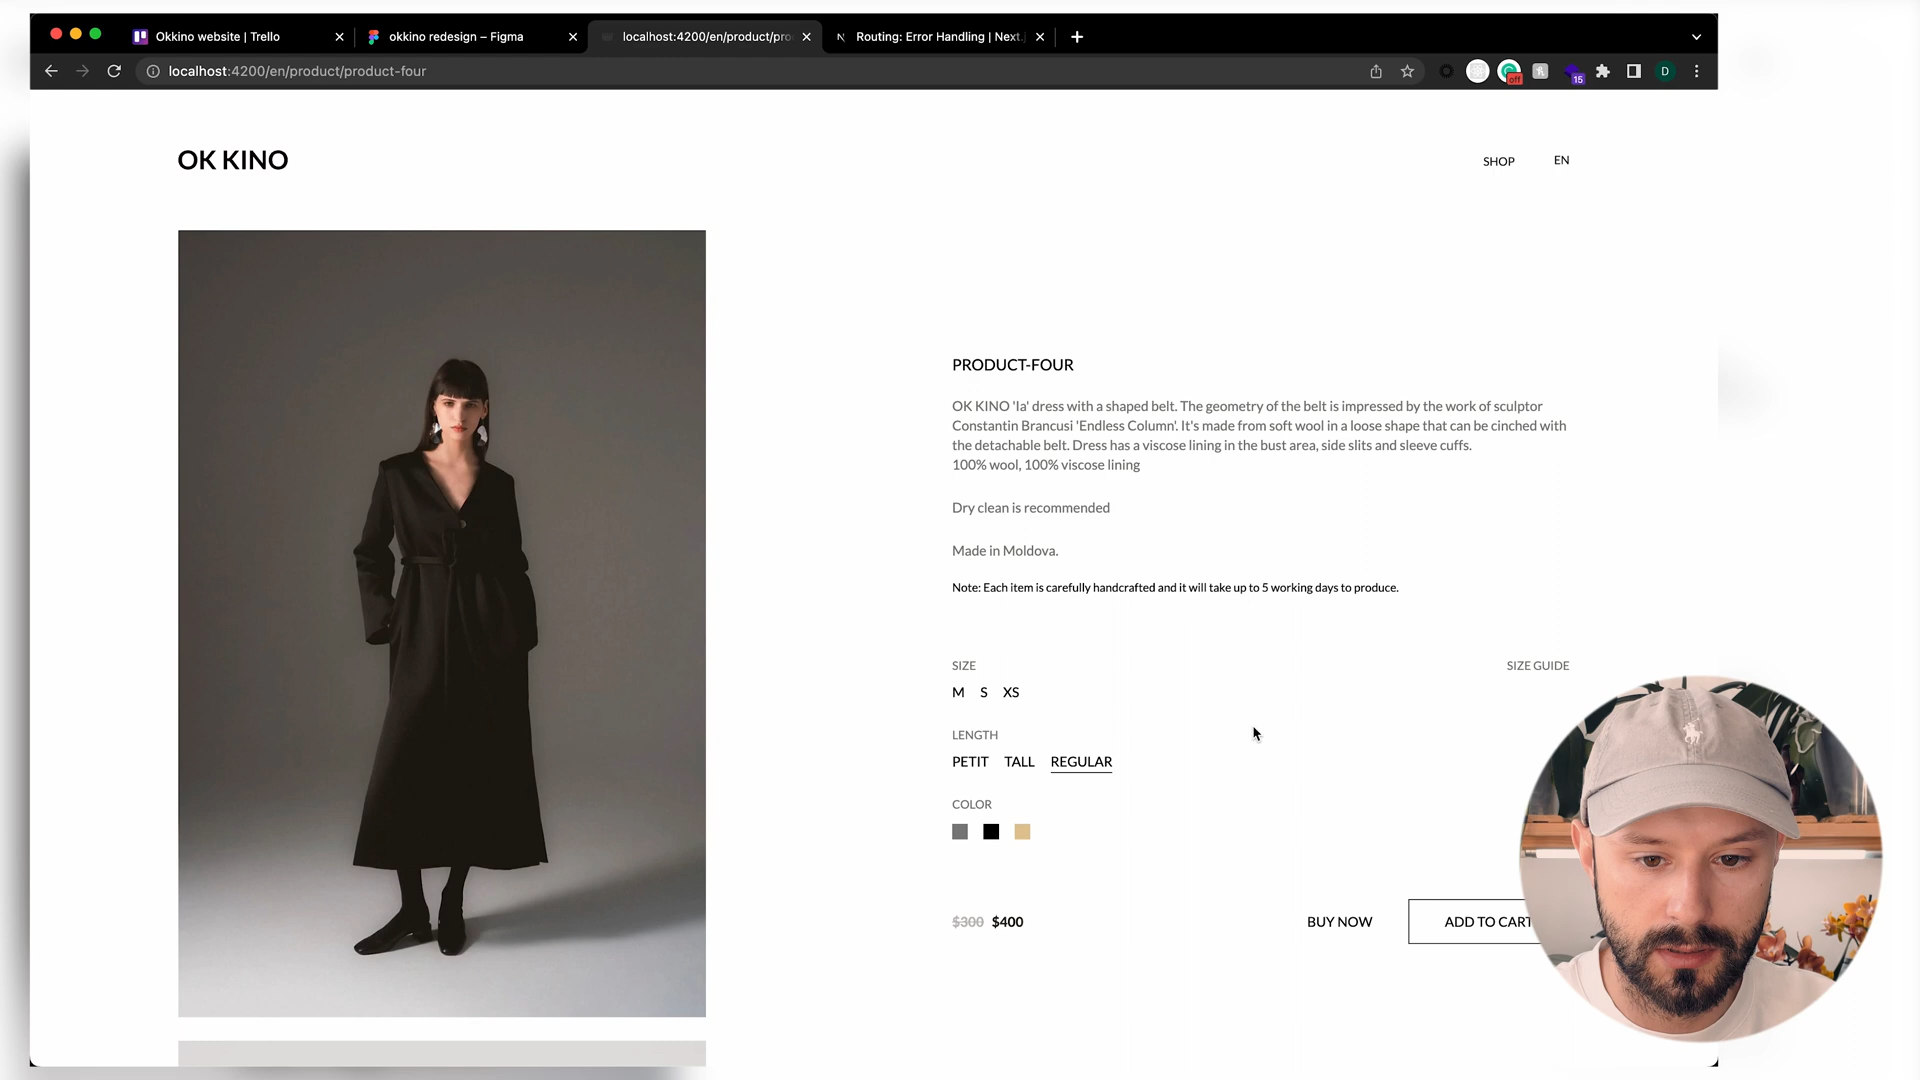 Okkino website | Trello
okkino redesign – Figma
localhost:4200/en/product/pro
Routing: Error Handling | Next.j
localhost:4200/en/product/product-four
off
15
D
OK KINO
SHOP
EN
PRODUCT-FOUR
OK KINO 'Ia' dress with a shaped belt. The geometry of the belt is impressed by the work of sculptor
Constantin Brancusi 'Endless Column'. It's made from soft wool in a loose shape that can be cinched with
the detachable belt. Dress has a viscose lining in the bust area, side slits and sleeve cuffs.
100% wool, 100% viscose lining
Dry clean is recommended
Made in Moldova.
Note: Each item is carefully handcrafted and it will take up to 5 working days to produce.
SIZE
SIZE GUIDE
M S XS
LENGTH
PETIT TALL REGULAR
COLOR
$300 $400
BUY NOW
ADD TO CART